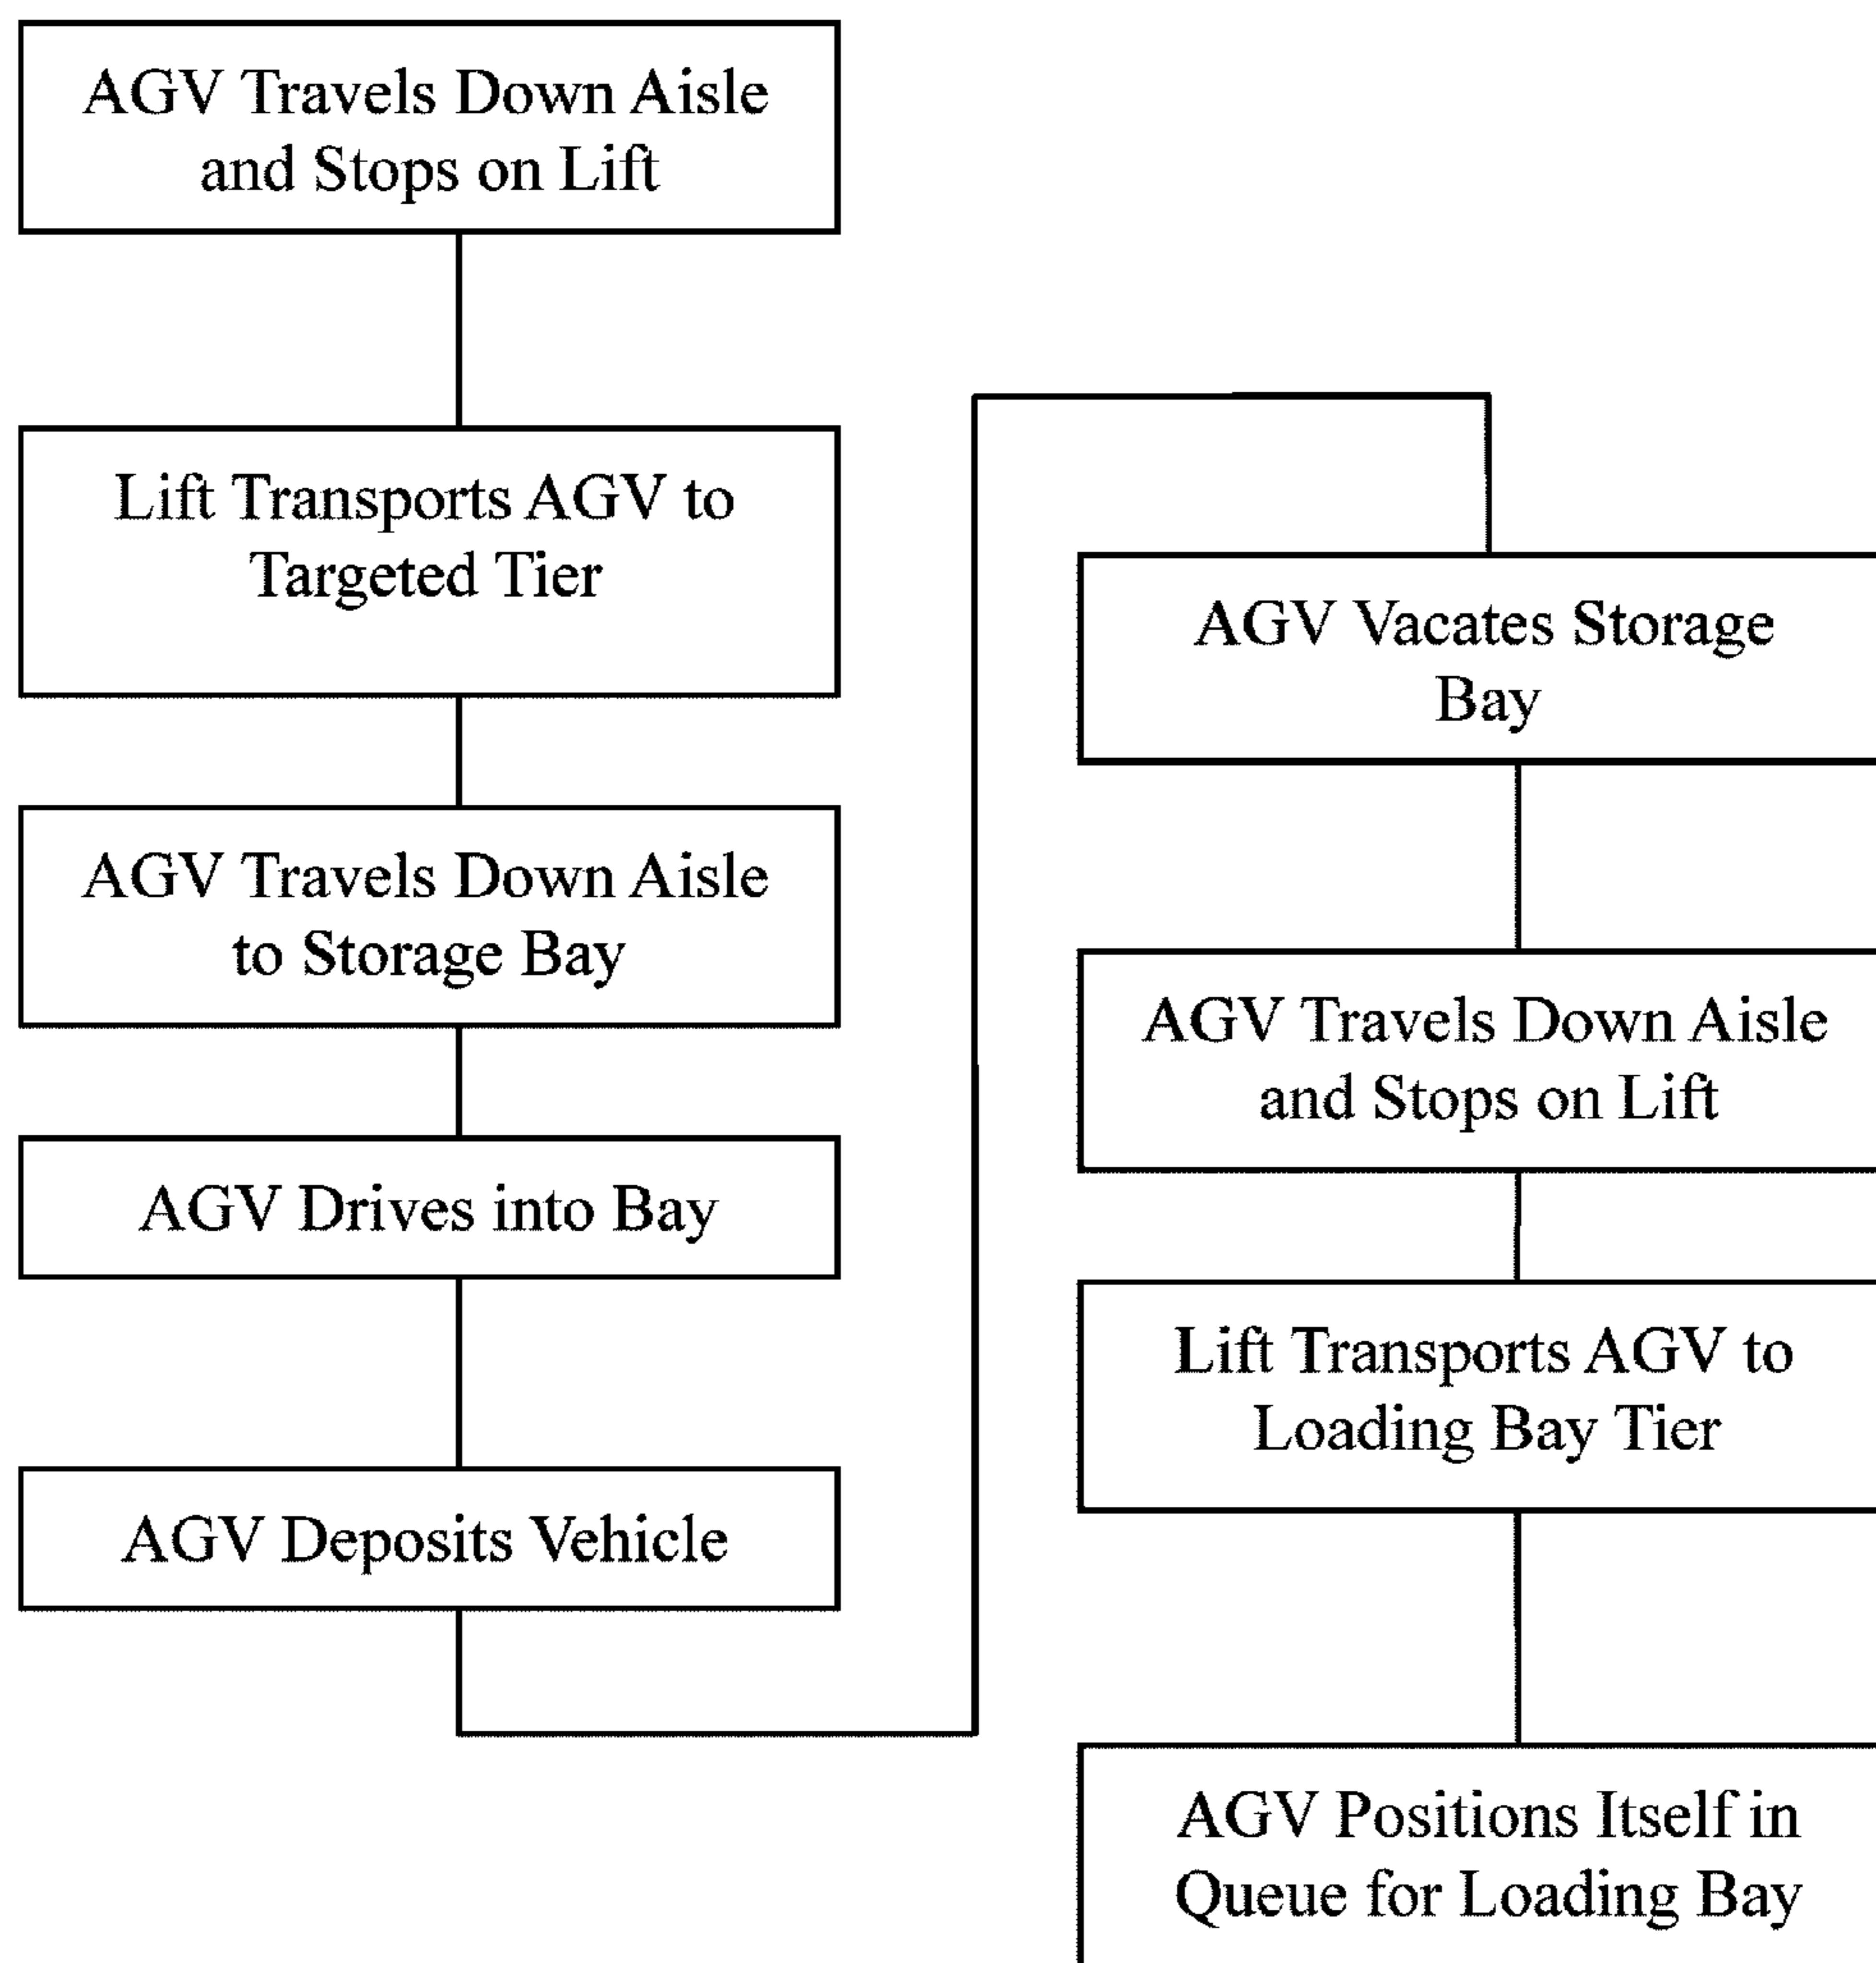 AGV Travels Down Aisle
and Stops on Lift
Lift Transports AGV to
Targeted Tier
AGV Travels Down Aisle
to Storage Bay
AGV Drives into Bay
AGV Deposits Vehicle
AGV Vacates Storage
Bay
AGV Travels Down Aisle
and Stops on Lift
Lift Transports AGV to
Loading Bay Tier
AGV Positions Itself in
Queue for Loading Bay